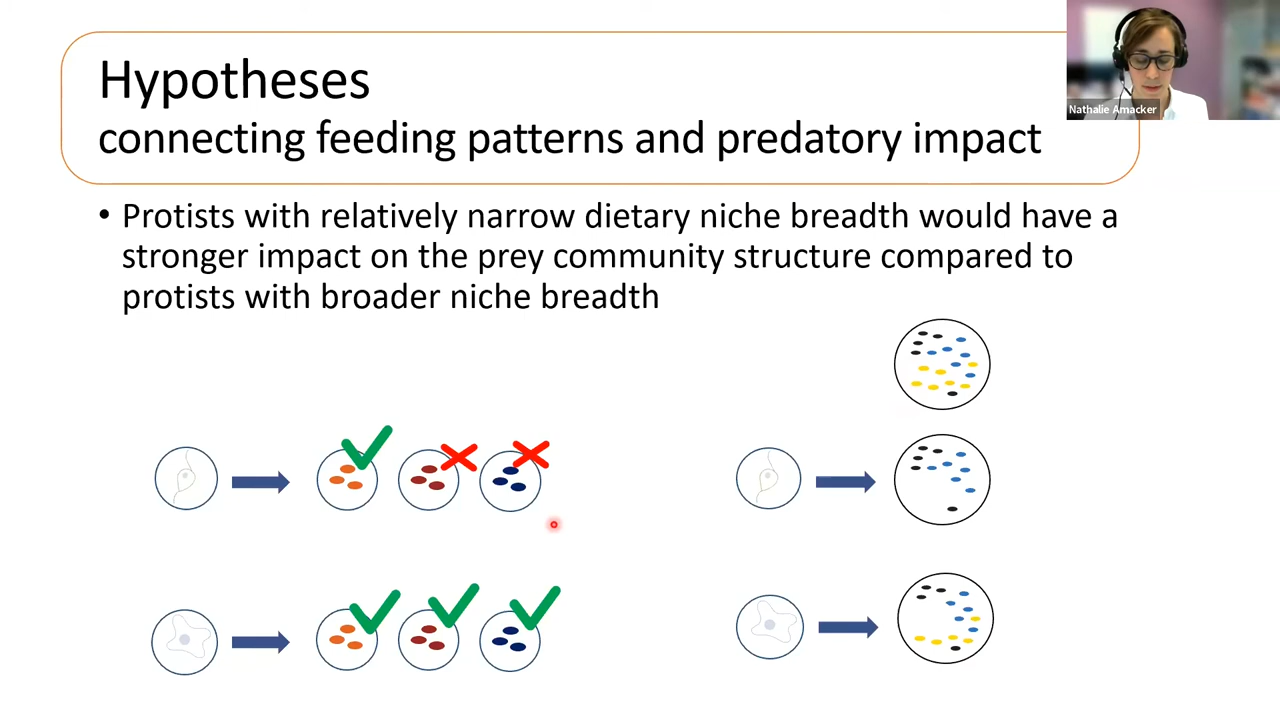 Hypotheses
connecting feeding patterns and predatory impact
Nathalie Amacker
• Protists with relatively narrow dietary niche breadth would have a
stronger impact on the prey community structure compared to
protists with broader niche breadth